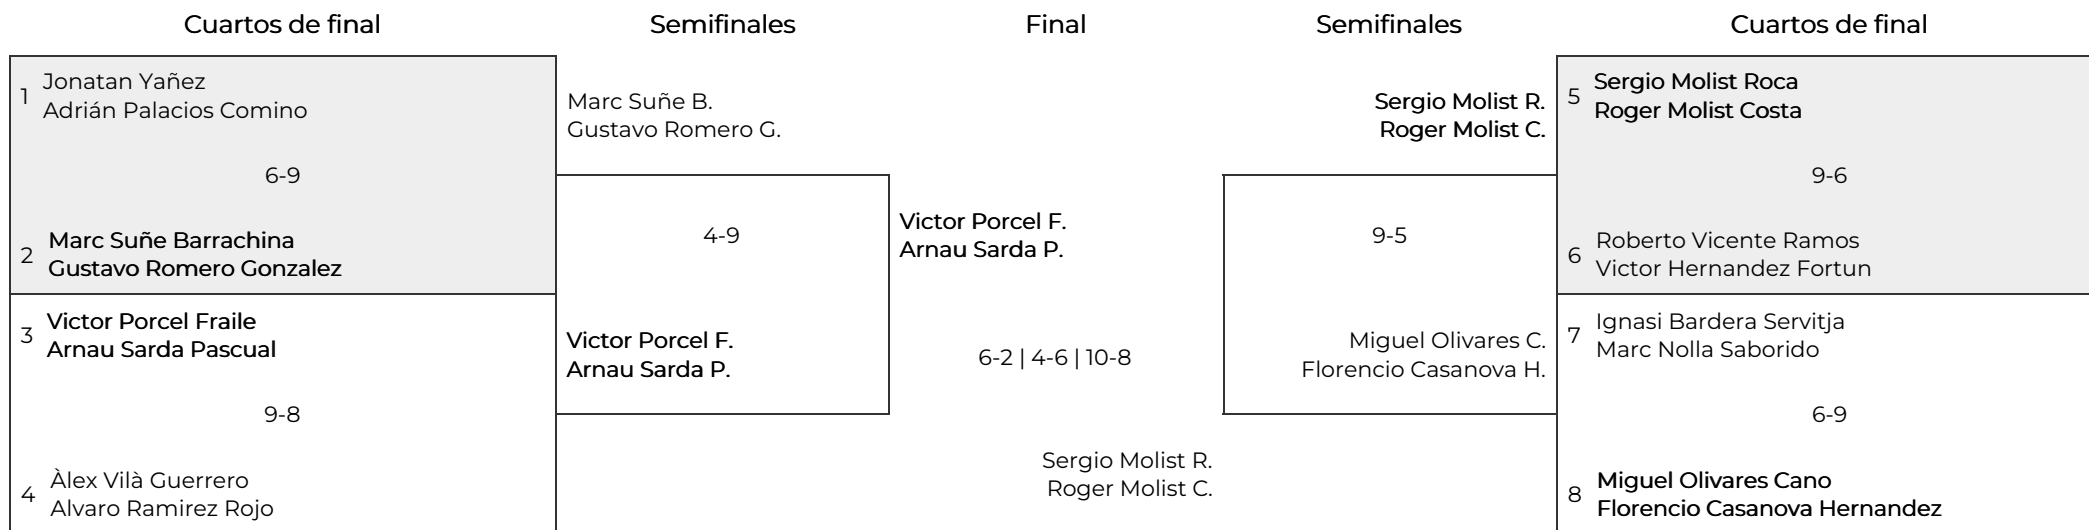 Cuartos de final
Semifinales
Final
Semifinales
Cuartos de final
1
Jonatan Yañez
Adrián Palacios Comino
6-9
2
Marc Suñe Barrachina
Gustavo Romero Gonzalez
3
Victor Porcel Fraile
Arnau Sarda Pascual
9-8
4
Àlex Vilà Guerrero
Alvaro Ramirez Rojo
Marc Suñe B.
Gustavo Romero G.
4-9
Victor Porcel F.
Arnau Sarda P.
Victor Porcel F.
Arnau Sarda P.
6-2 | 4-6 | 10-8
Sergio Molist R.
Roger Molist C.
Sergio Molist R.
Roger Molist C.
9-5
Miguel Olivares C.
Florencio Casanova H.
5
Sergio Molist Roca
Roger Molist Costa
9-6
6
Roberto Vicente Ramos
Victor Hernandez Fortun
7
Ignasi Bardera Servitja
Marc Nolla Saborido
6-9
8
Miguel Olivares Cano
Florencio Casanova Hernandez